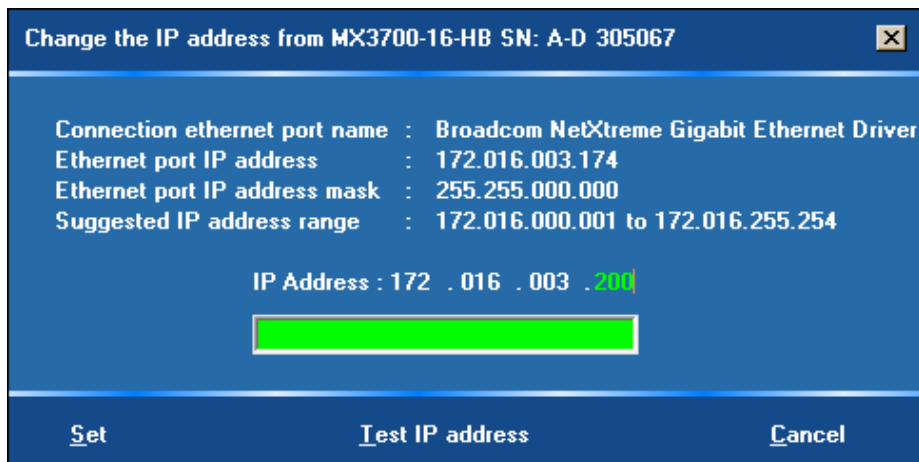 Change the IP address from MX3700-16-HB SN: A-D 305067
Connection ethernet port name : Broadcom NetXtreme Gigabit Ethernet Driver
Ethernet port IP address : 172.016.003.174
Ethernet port IP address mask : 255.255.000.000
Suggested IP address range : 172.016.000.001 to 172.016.255.254
IP Address : 172 . 016 . 003 . 200
Set Test IP address Cancel